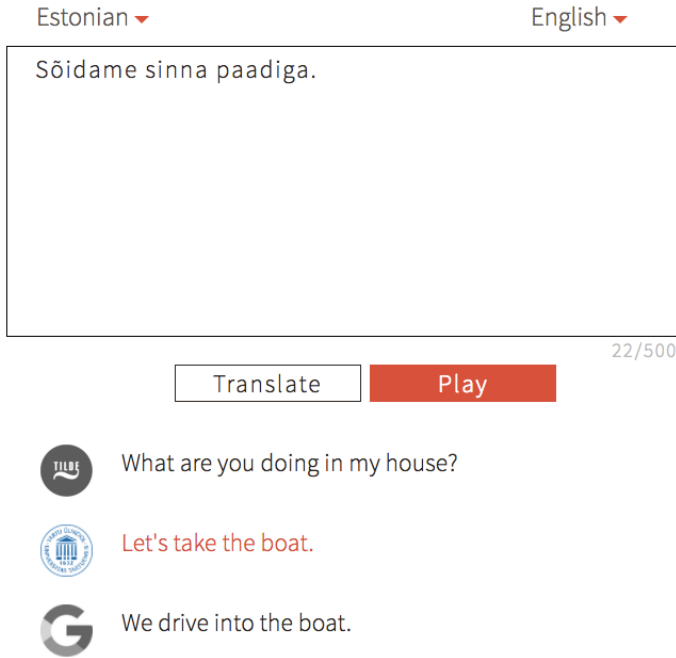 Estonian English
Sõidame sinna paadiga.
22/500
Translate Play
TILDE What are you doing in my house?
Let's take the boat.
G We drive into the boat.